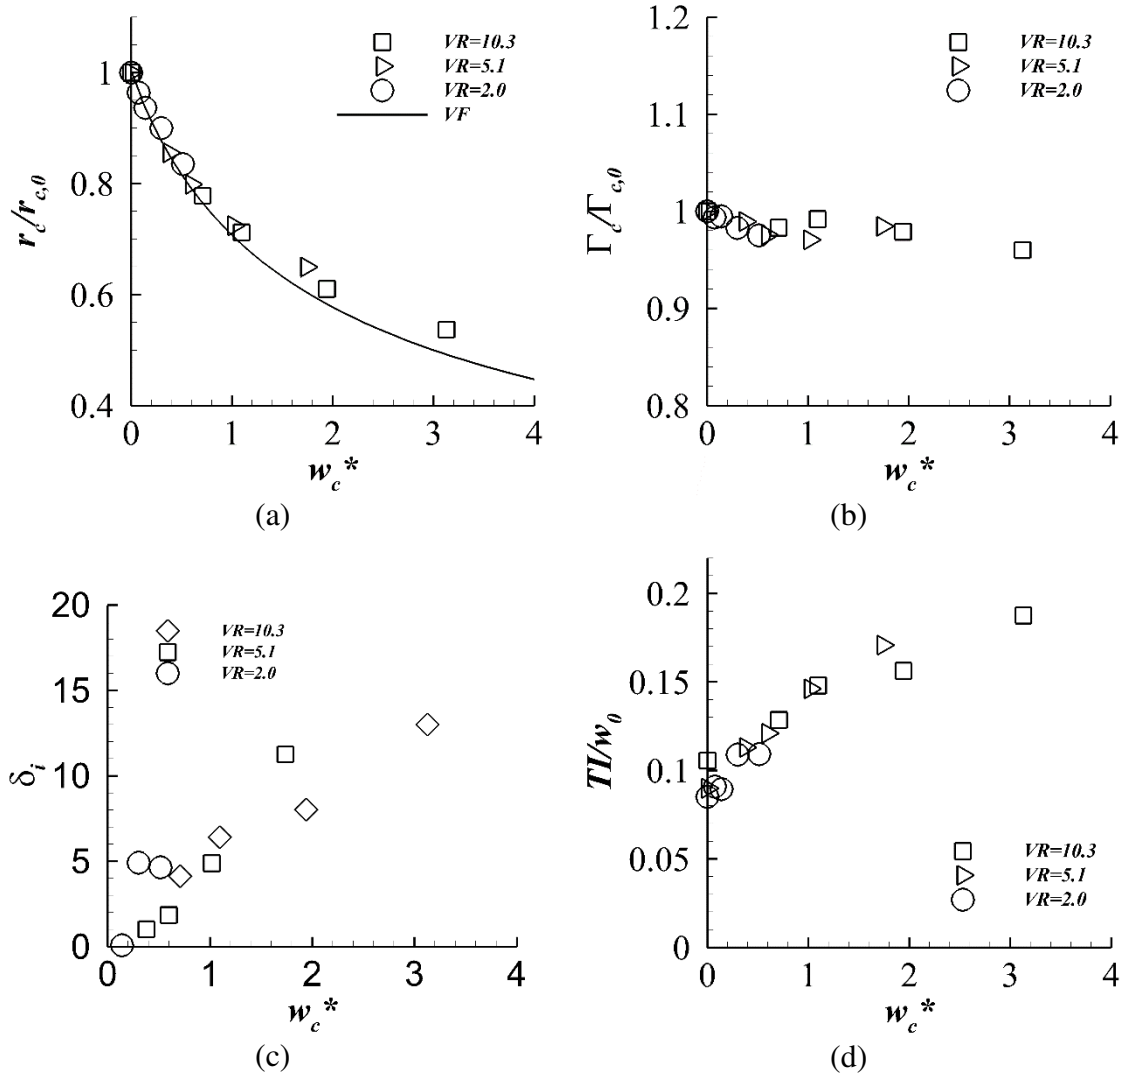 VR=10.3
VR=5.1
VR=2.0
VF
1
0.8
0.6
0.4
0 1 2 3 4
r_c/r_{c,0}
w_c*
(a)
1.2
1.1
1
0.9
0.8
VR=10.3
VR=5.1
VR=2.0
0 1 2 3 4
Γ_c/Γ_{c,0}
w_c*
(b)
20
15
10
5
0
VR=10.3
VR=5.1
VR=2.0
0 1 2 3 4
δ_i
w_c*
(c)
0.2
0.15
0.1
0.05
0
VR=10.3
VR=5.1
VR=2.0
0 1 2 3 4
TI/w_0
w_c*
(d)